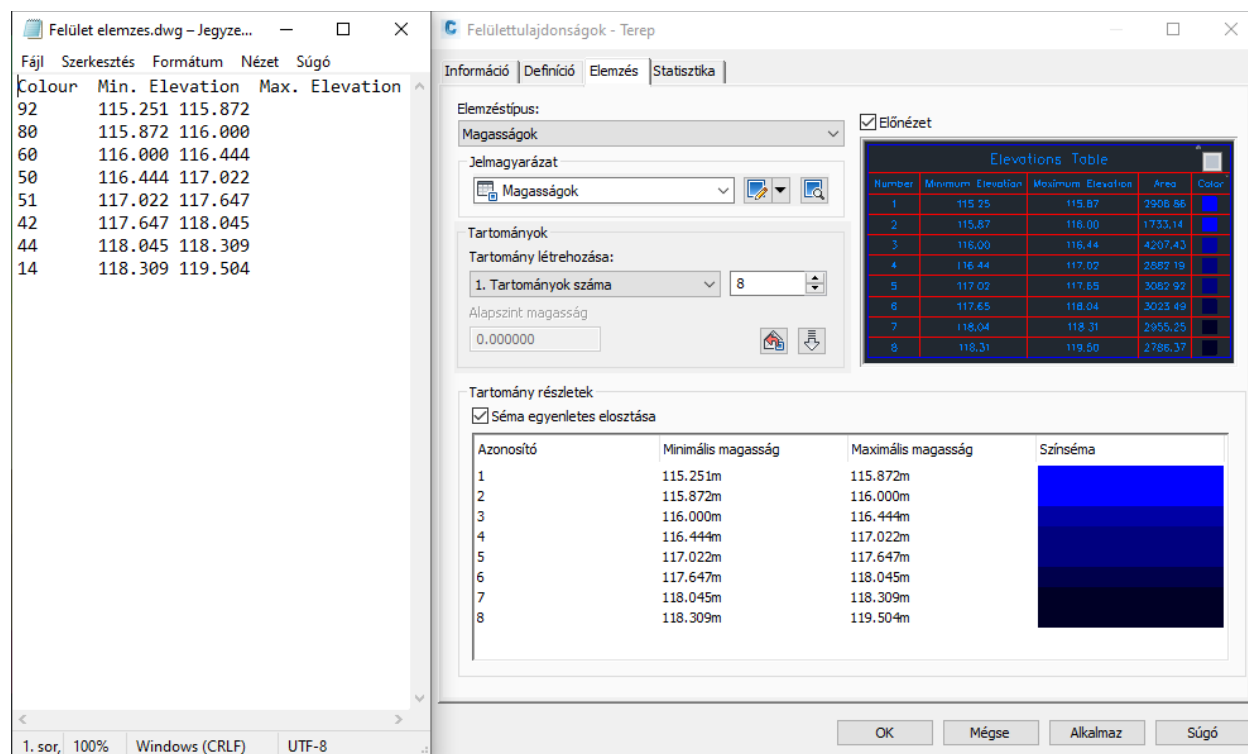 Felület elemzes.dwg – Jegyze...
Fájl Szerkesztés Formátum Nézet Súgó
Colour Min. Elevation Max. Elevation
92 115.251 115.872
80 115.872 116.000
60 116.000 116.444
50 116.444 117.022
51 117.022 117.647
42 117.647 118.045
44 118.045 118.309
14 118.309 119.504
1. sor, 100% Windows (CRLF) UTF-8
Felülettulajdonságok - Terep
Információ Definíció Elemzés Statisztika
Elemzéstípus:
Magasságok
Jelmagyarázat
Magasságok
Tartományok
Tartomány létrehozása:
1. Tartományok száma 8
Alapszint magasság
0.000000
Előnézet
Elevations Table
Number Minimum Elevation Maximum Elevation Area Color
1 115.25 115.87 2908.86
2 115.87 116.00 1733.14
3 116.00 116.44 4207.43
4 116.44 117.02 2887.19
5 117.02 117.65 3082.92
6 117.65 118.04 3023.49
7 118.04 118.31 2955.25
8 118.31 119.50 2786.37
Tartomány részletek
Séma egyenletes elosztása
Azonosító Minimális magasság Maximális magasság Színséma
1 115.251m 115.872m
2 115.872m 116.000m
3 116.000m 116.444m
4 116.444m 117.022m
5 117.022m 117.647m
6 117.647m 118.045m
7 118.045m 118.309m
8 118.309m 119.504m
OK Mégse Alkalmaz Súgó